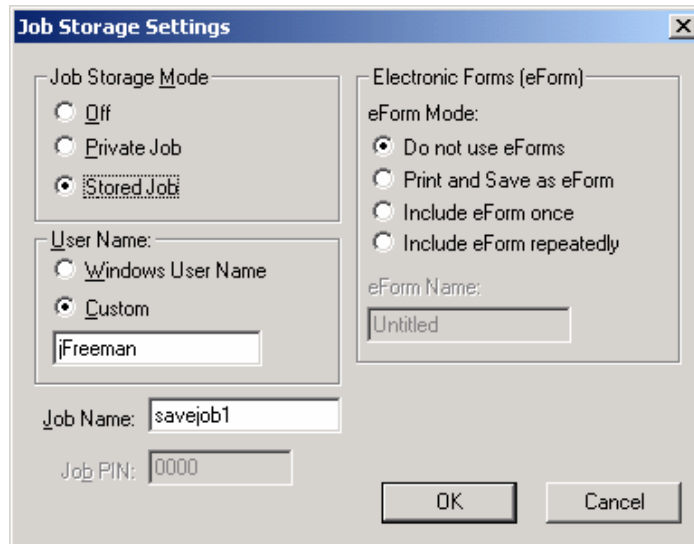 Job Storage Settings
Job Storage Mode
Off
Private Job
Stored Job
User Name:
Windows User Name
Custom
jFreeman
Job Name: savejob1
Job PIN: 0000
Electronic Forms (eForm)
eForm Mode:
Do not use eForms
Print and Save as eForm
Include eForm once
Include eForm repeatedly
eForm Name:
Untitled
OK
Cancel